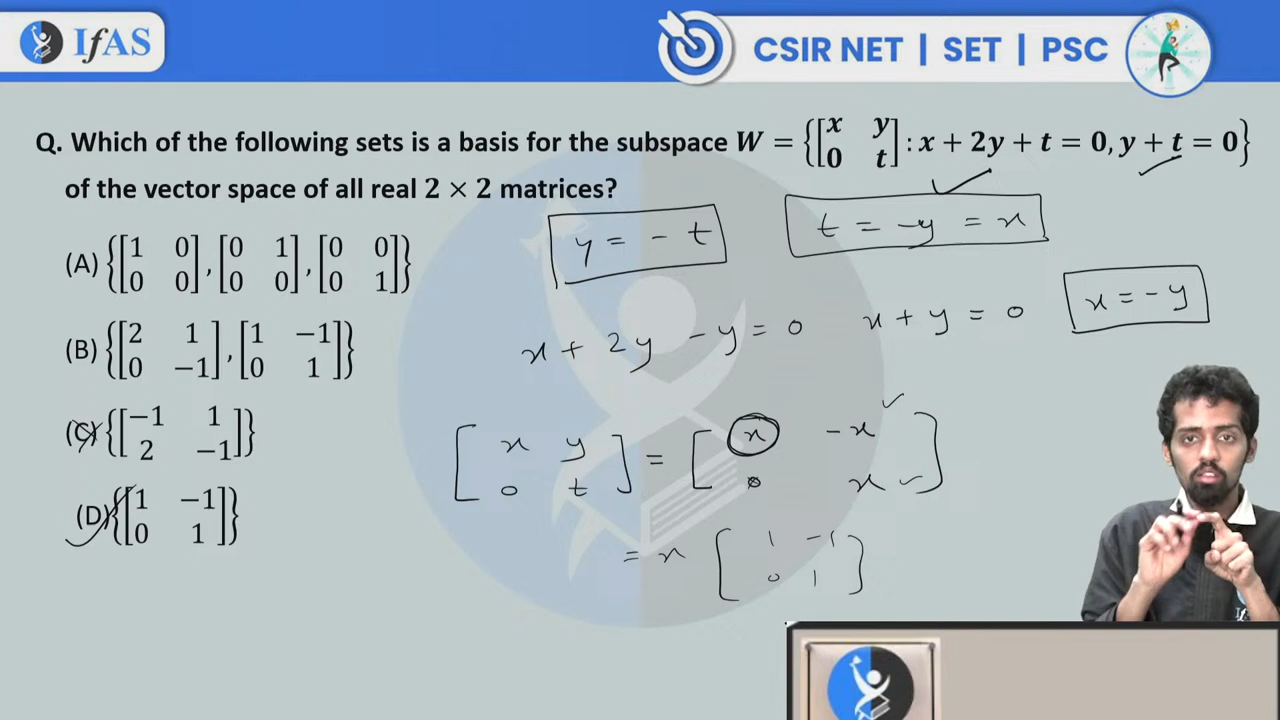 IfAS
CSIR NET | SET | PSC
Q. Which of the following sets is a basis for the subspace W = {[x y 0 t] : x + 2y + t = 0, y + t = 0}
of the vector space of all real 2 × 2 matrices?
y = - t
t = -y = x
(A) {[1 0 0 0], [0 1 0 0], [0 0 0 1]}
x + 2y - y = 0
x + y = 0
x = - y
(B) {[2 1 0 -1], [1 -1 0 1]}
(C) {[-1 1 2 -1]}
[x y 0 t] = [x -x 0 x]
(D) {[1 -1 0 1]}
= x [1 -1 0 1]
IfAS